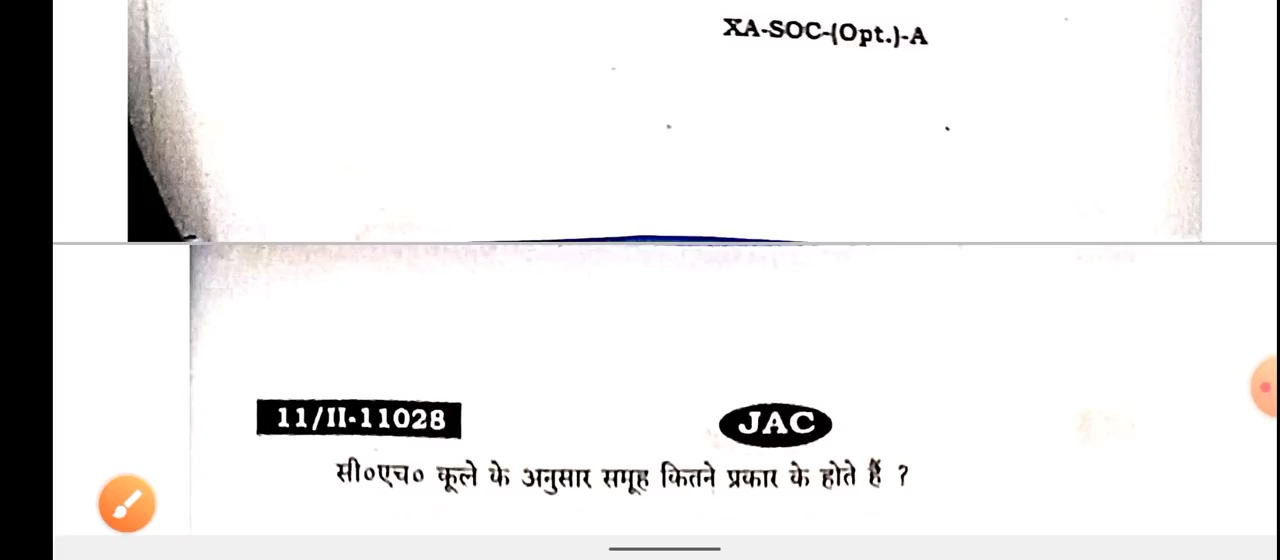 XA-SOC-(Opt.)-A
11/II-11028
JAC
सी०एच० कूले के अनुसार समूह कितने प्रकार के होते हैं ?